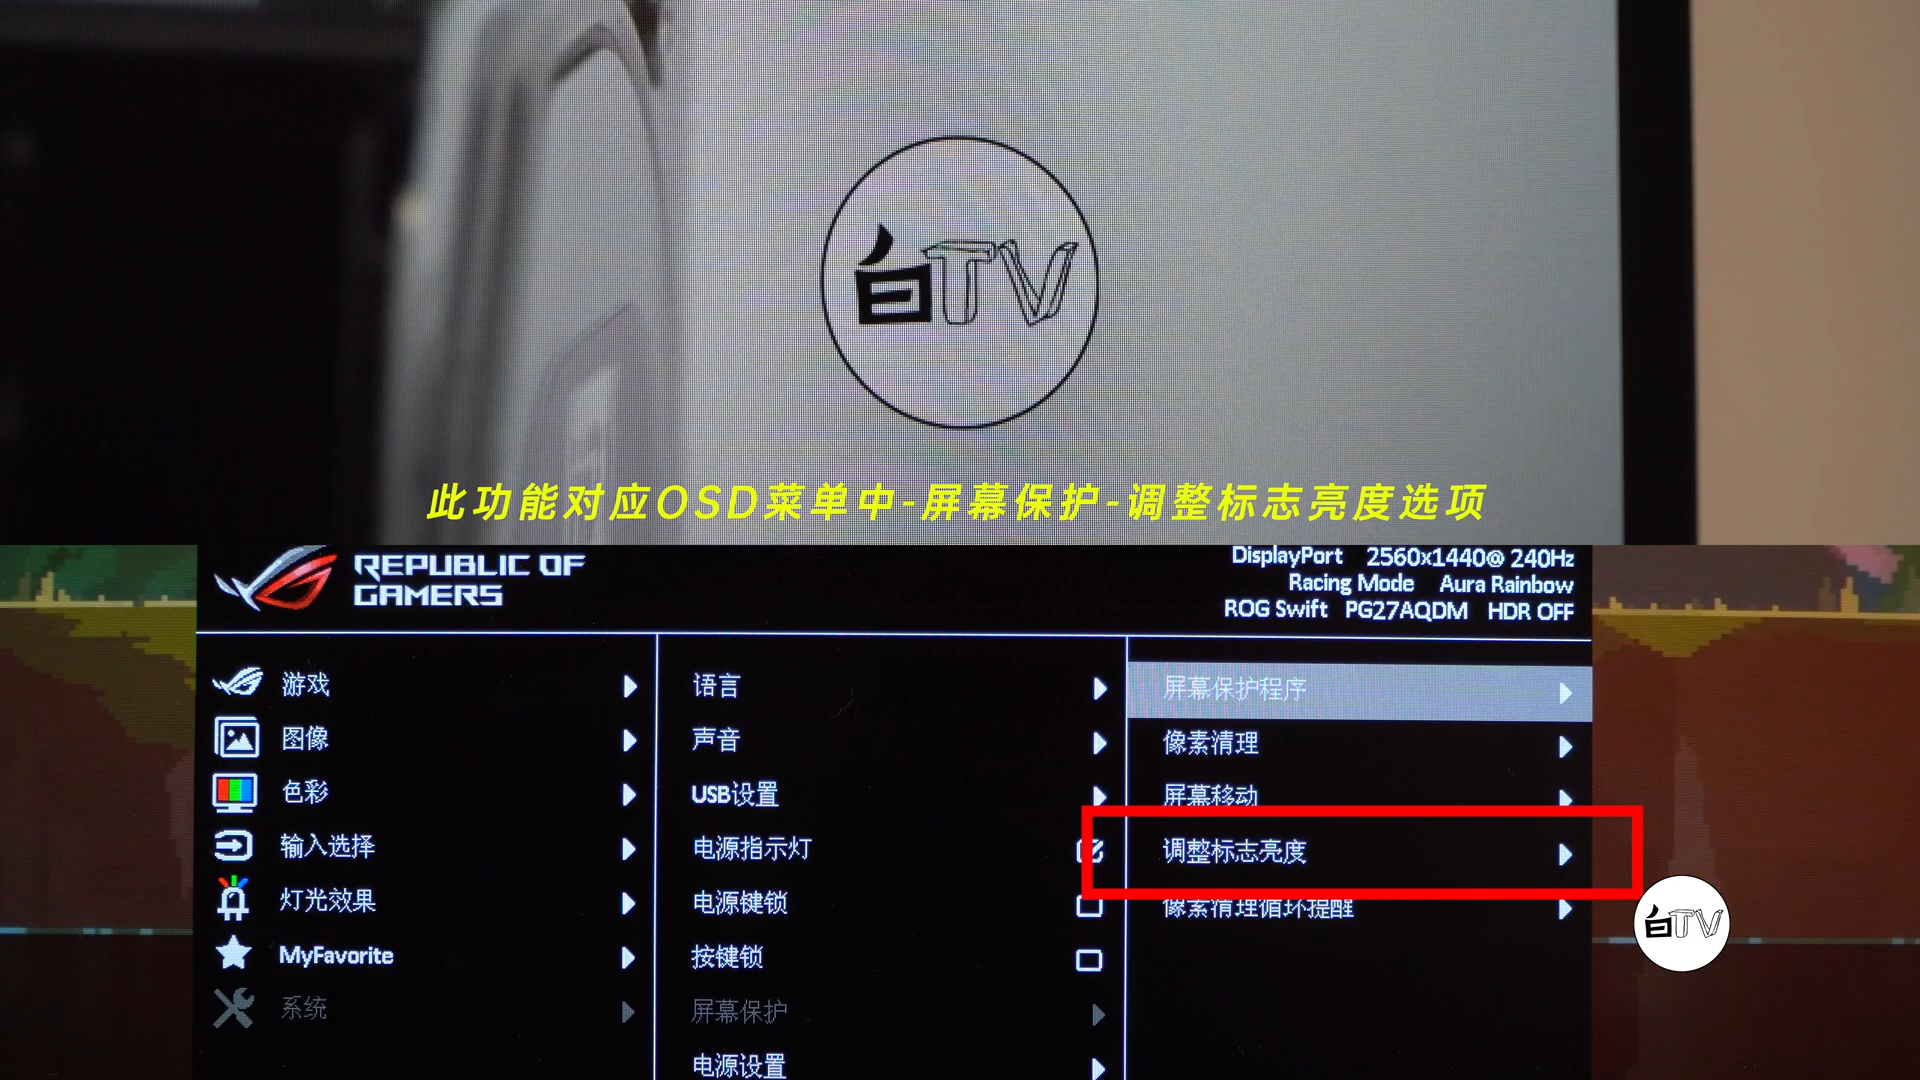 白TV
此功能对应OSD菜单中-屏幕保护-调整标志亮度选项
REPUBLIC OF
GAMERS
DisplayPort 2560x1440@ 240Hz
Racing Mode Aura Rainbow
ROG Swift PG27AQDM HDR OFF
游戏
图像
色彩
输入选择
灯光效果
MyFavorite
系统
语言
声音
USB设置
电源指示灯
电源键锁
按键锁
屏幕保护
电源设置
屏幕保护程序
像素清理
屏幕移动
调整标志亮度
像素清理循环提醒
白TV